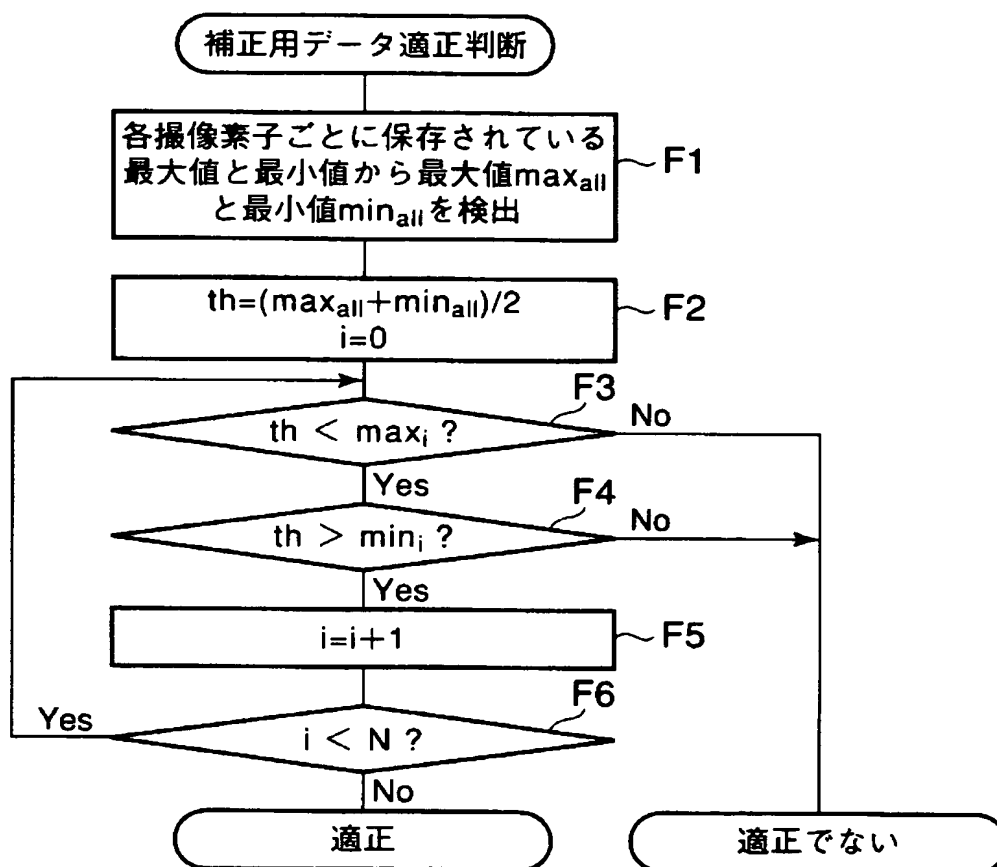 補正用データ適正判断
各撮像素子ごとに保存されている
最大値と最小値から最大値maxall
と最小値minallを検出
F1
th=(maxall+minall)/2
i=0
F2
F3
th < maxi ?
No
Yes
F4
th > mini ?
No
Yes
i=i+1
F5
F6
Yes
i < N ?
No
適正
適正でない